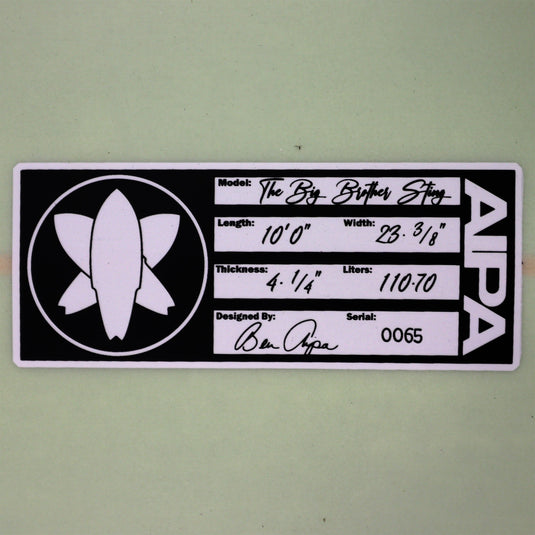 Model: The Big Brother Sting
Length: 10'0" Width: 23. 3/8"
Thickness: 4. 1/4" Liters: 110.70
Designed By: Ben Aipa Serial: 0065
AIPA